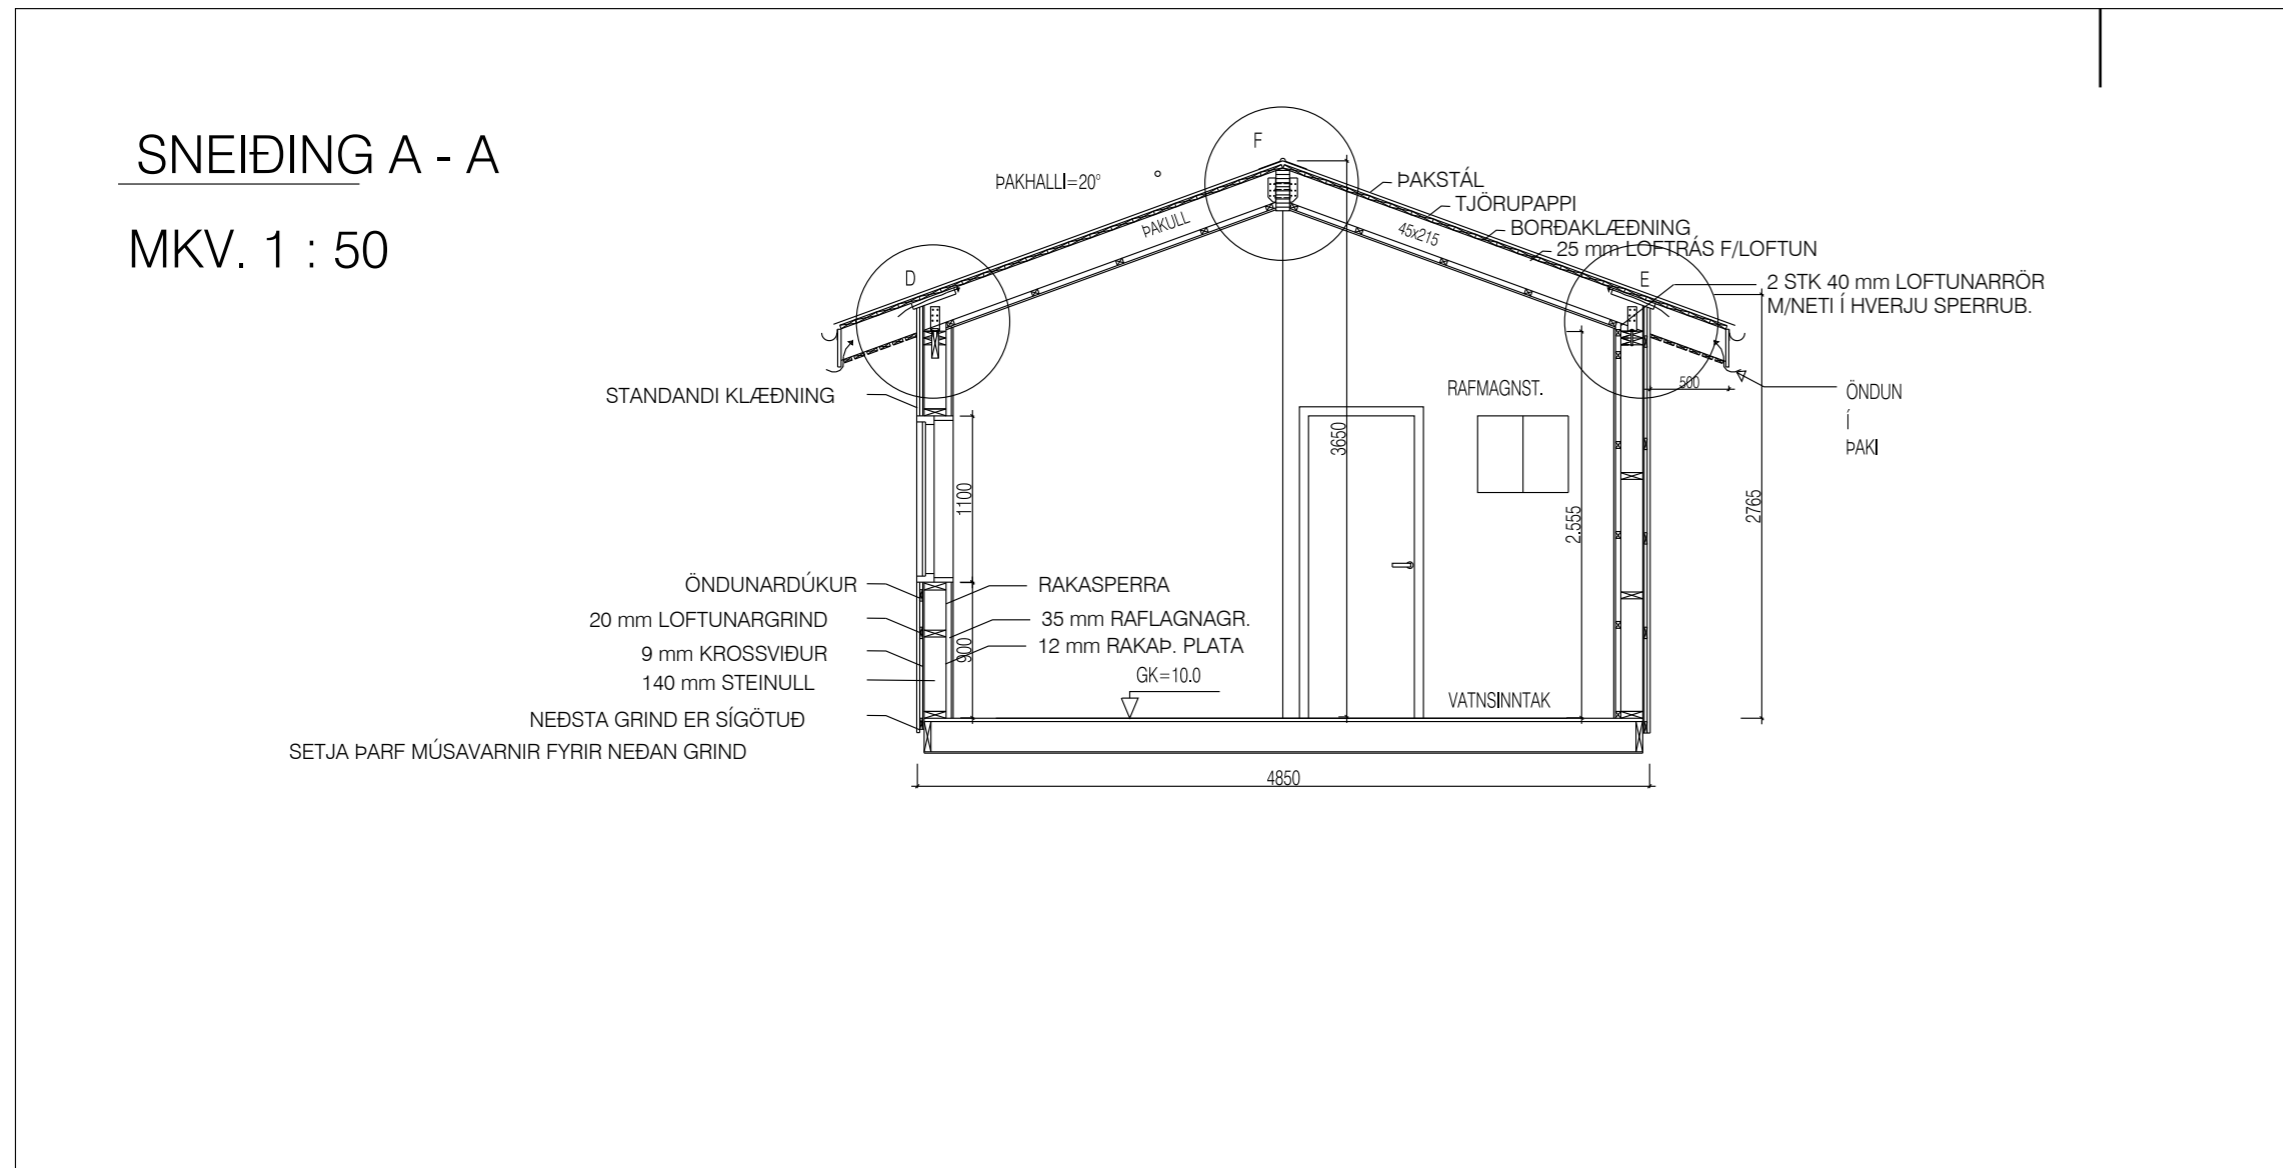 SNEIÐING A - A
MKV. 1 : 50
F
ÞAKHALLI=20°
°
ÞAKSTÁL
TJÖRUPAPPI
BORÐAKLÆÐNING
25 mm LOFTRÁS F/LOFTUN
ÞAKULL
45x215
D
E
2 STK 40 mm LOFTUNARRÖR
M/NETI Í HVERJU SPERRUB.
STANDANDI KLÆÐNING
RAFMAGNST.
500
ÖNDUN
Í
ÞAKI
3650
1100
2.555
2765
ÖNDUNARDÚKUR
RAKASPERRA
20 mm LOFTUNARGRIND
35 mm RAFLAGNAGR.
9 mm KROSSVIÐUR
900
12 mm RAKAÞ. PLATA
140 mm STEINULL
GK=10.0
VATNSINNTAK
NEÐSTA GRIND ER SÍGÖTUÐ
SETJA ÞARF MÚSAVARNIR FYRIR NEÐAN GRIND
4850